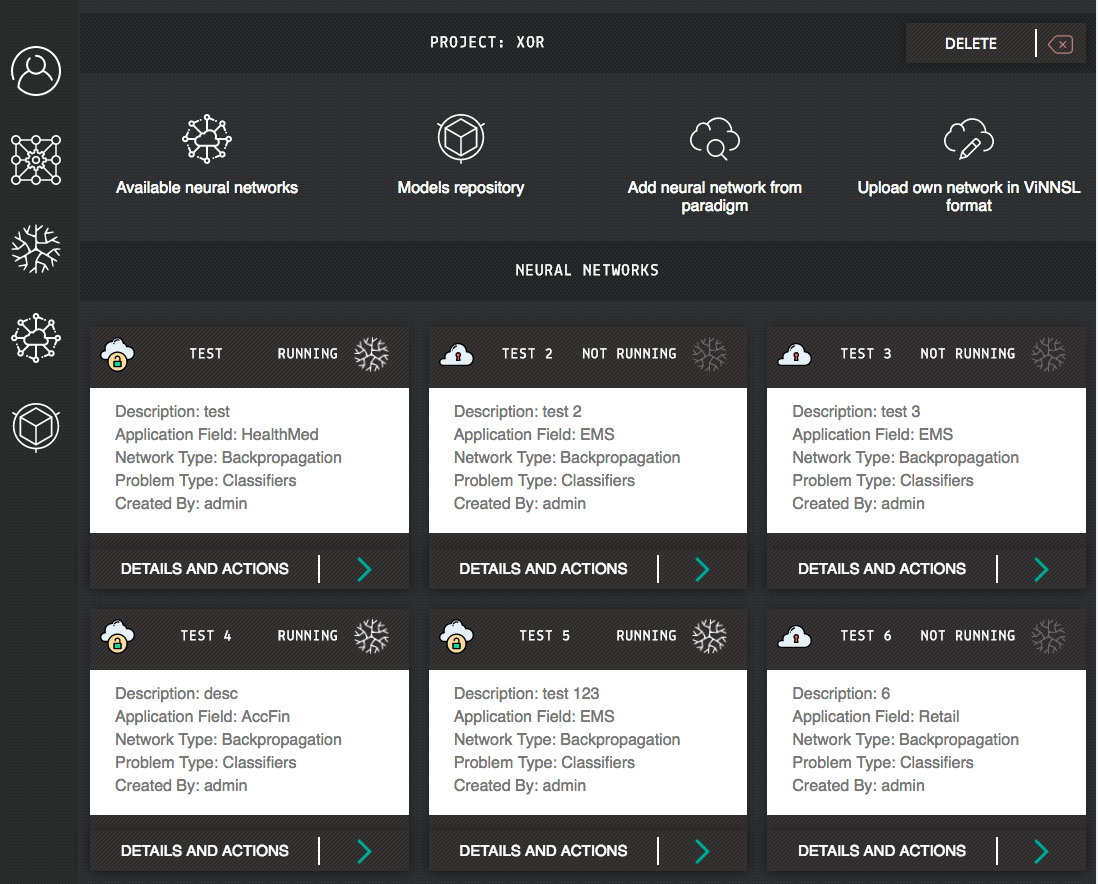 PROJECT: XOR
DELETE
Available neural networks
Models repository
Add neural network from
paradigm
Upload own network in ViNNSL
format
NEURAL NETWORKS
TEST RUNNING
Description: test
Application Field: HealthMed
Network Type: Backpropagation
Problem Type: Classifiers
Created By: admin
DETAILS AND ACTIONS
TEST 2 NOT RUNNING
Description: test 2
Application Field: EMS
Network Type: Backpropagation
Problem Type: Classifiers
Created By: admin
DETAILS AND ACTIONS
TEST 3 NOT RUNNING
Description: test 3
Application Field: EMS
Network Type: Backpropagation
Problem Type: Classifiers
Created By: admin
DETAILS AND ACTIONS
TEST 4 RUNNING
Description: desc
Application Field: AccFin
Network Type: Backpropagation
Problem Type: Classifiers
Created By: admin
DETAILS AND ACTIONS
TEST 5 RUNNING
Description: test 123
Application Field: EMS
Network Type: Backpropagation
Problem Type: Classifiers
Created By: admin
DETAILS AND ACTIONS
TEST 6 NOT RUNNING
Description: 6
Application Field: Retail
Network Type: Backpropagation
Problem Type: Classifiers
Created By: admin
DETAILS AND ACTIONS